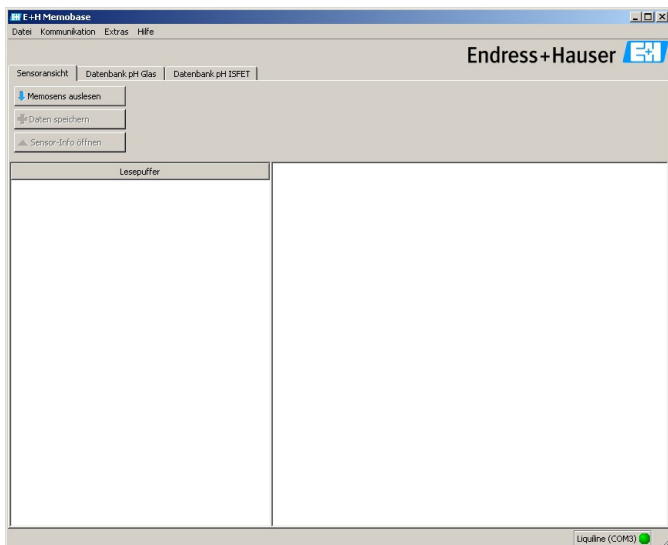 E+H Memobase
Datei Kommunikation Extras Hilfe
Endress+Hauser EH
Sensoransicht Datenbank pH Glas Datenbank pH ISFET
Memosens auslesen
Daten speichern
Sensor-Info öffnen
Lesepuffer
Liquiline (COM3)